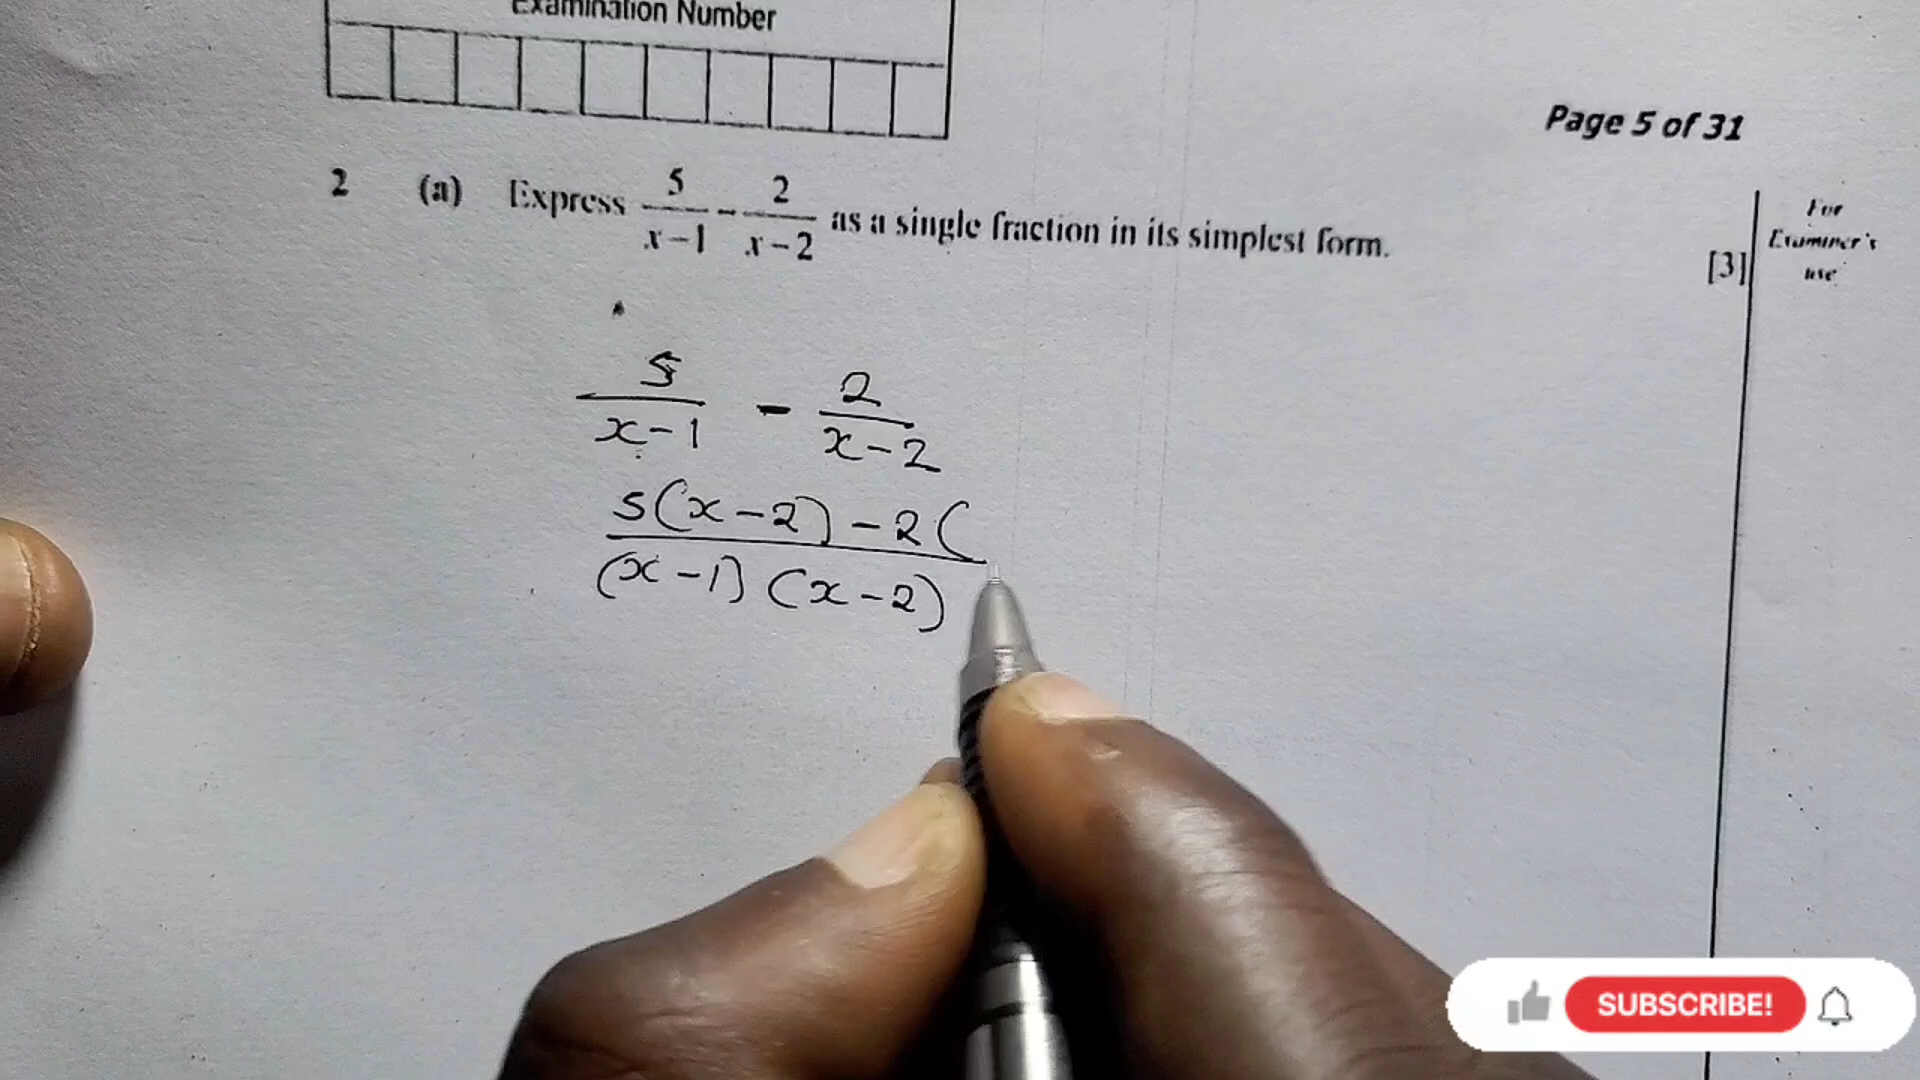 Examination Number
Page 5 of 31
2 (a) Express 5/(x-1) - 2/(x-2) as a single fraction in its simplest form.
[3]
For
Examiner's
use
5/(x-1) - 2/(x-2)
5(x-2) - 2(
(x-1) (x-2)
SUBSCRIBE!